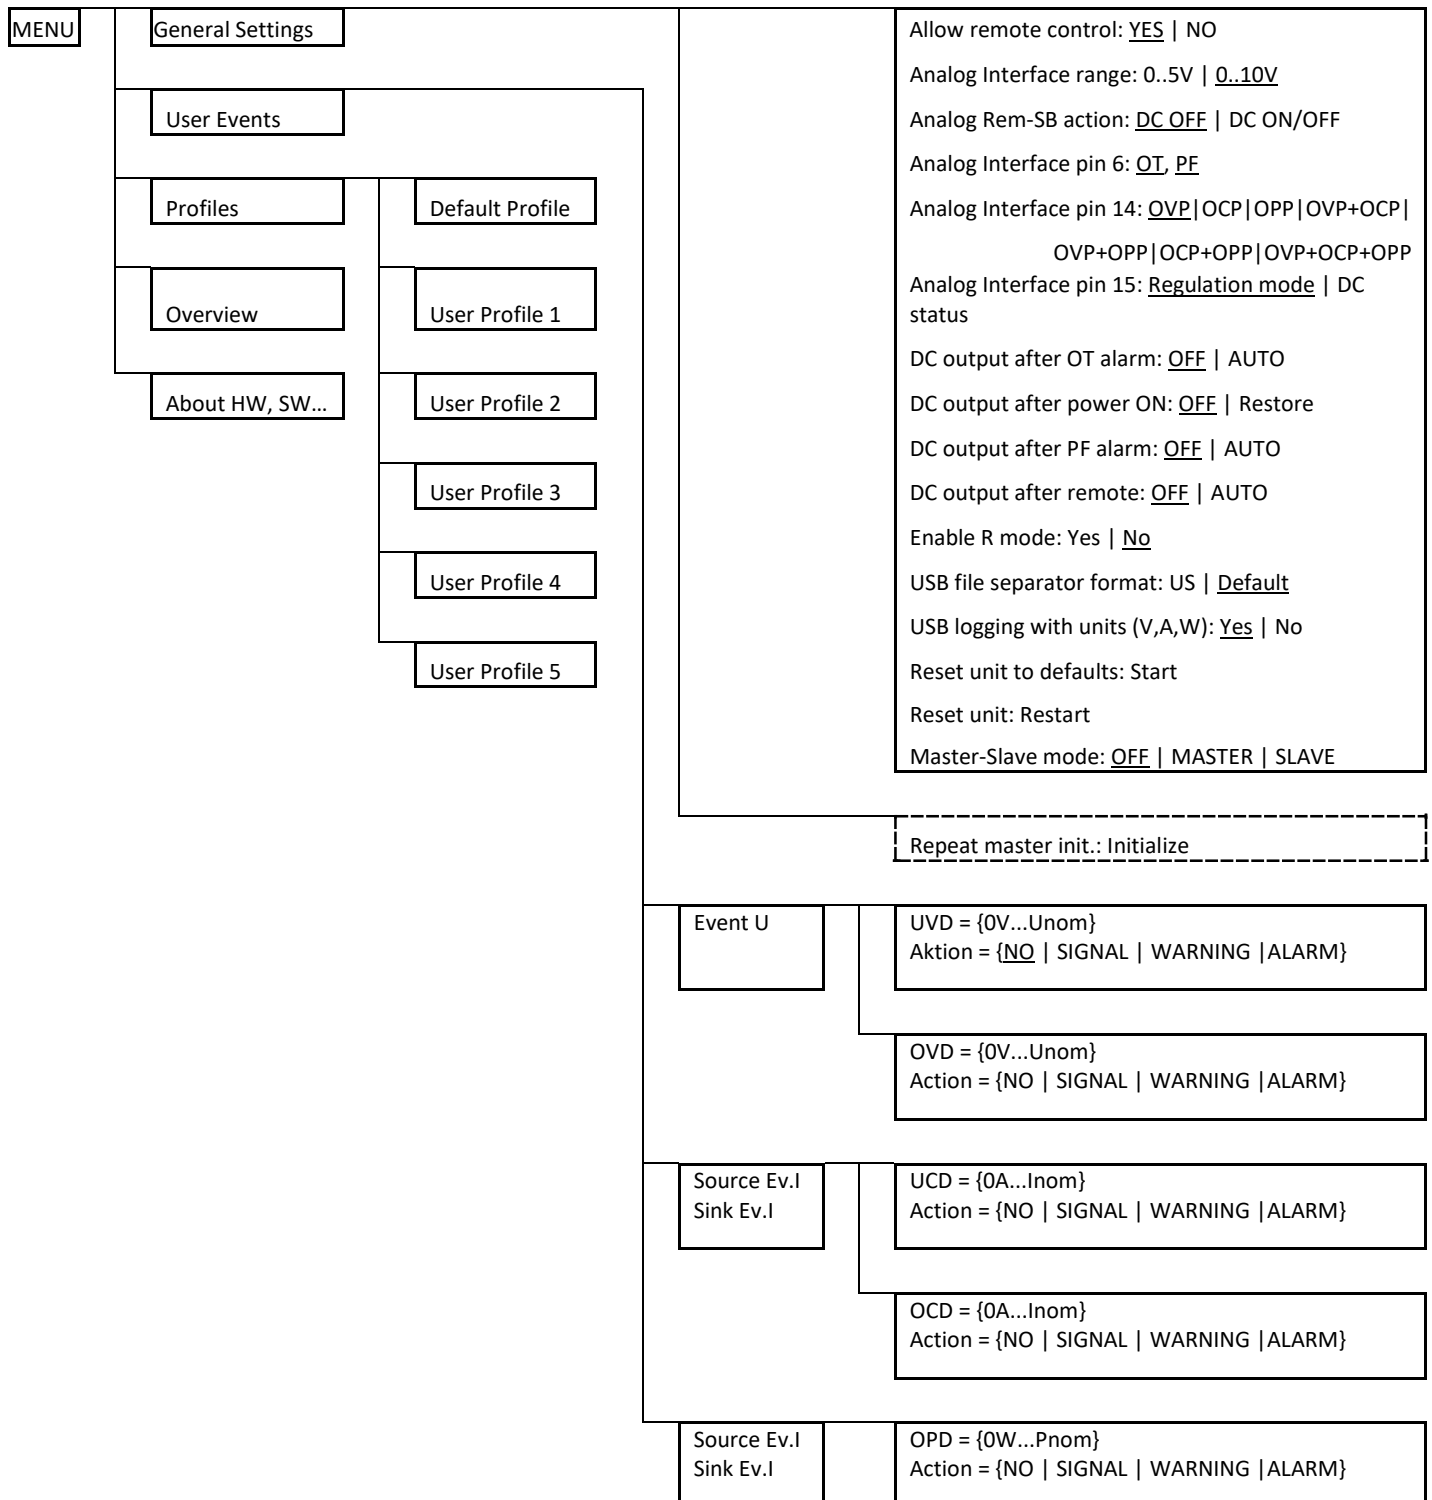 MENU
General Settings
User Events
Profiles
Overview
About HW, SW...
Default Profile
User Profile 1
User Profile 2
User Profile 3
User Profile 4
User Profile 5
Allow remote control: YES | NO
Analog Interface range: 0..5V | 0..10V
Analog Rem-SB action: DC OFF | DC ON/OFF
Analog Interface pin 6: OT, PF
Analog Interface pin 14: OVP|OCP|OPP|OVP+OCP|
OVP+OPP|OCP+OPP|OVP+OCP+OPP
Analog Interface pin 15: Regulation mode | DC
status
DC output after OT alarm: OFF | AUTO
DC output after power ON: OFF | Restore
DC output after PF alarm: OFF | AUTO
DC output after remote: OFF | AUTO
Enable R mode: Yes | No
USB file separator format: US | Default
USB logging with units (V,A,W): Yes | No
Reset unit to defaults: Start
Reset unit: Restart
Master-Slave mode: OFF | MASTER | SLAVE
Repeat master init.: Initialize
Event U
UVD = {0V...Unom}
Aktion = {NO | SIGNAL | WARNING |ALARM}
OVD = {0V...Unom}
Action = {NO | SIGNAL | WARNING |ALARM}
Source Ev.I
Sink Ev.I
UCD = {0A...Inom}
Action = {NO | SIGNAL | WARNING |ALARM}
OCD = {0A...Inom}
Action = {NO | SIGNAL | WARNING |ALARM}
Source Ev.I
Sink Ev.I
OPD = {0W...Pnom}
Action = {NO | SIGNAL | WARNING |ALARM}